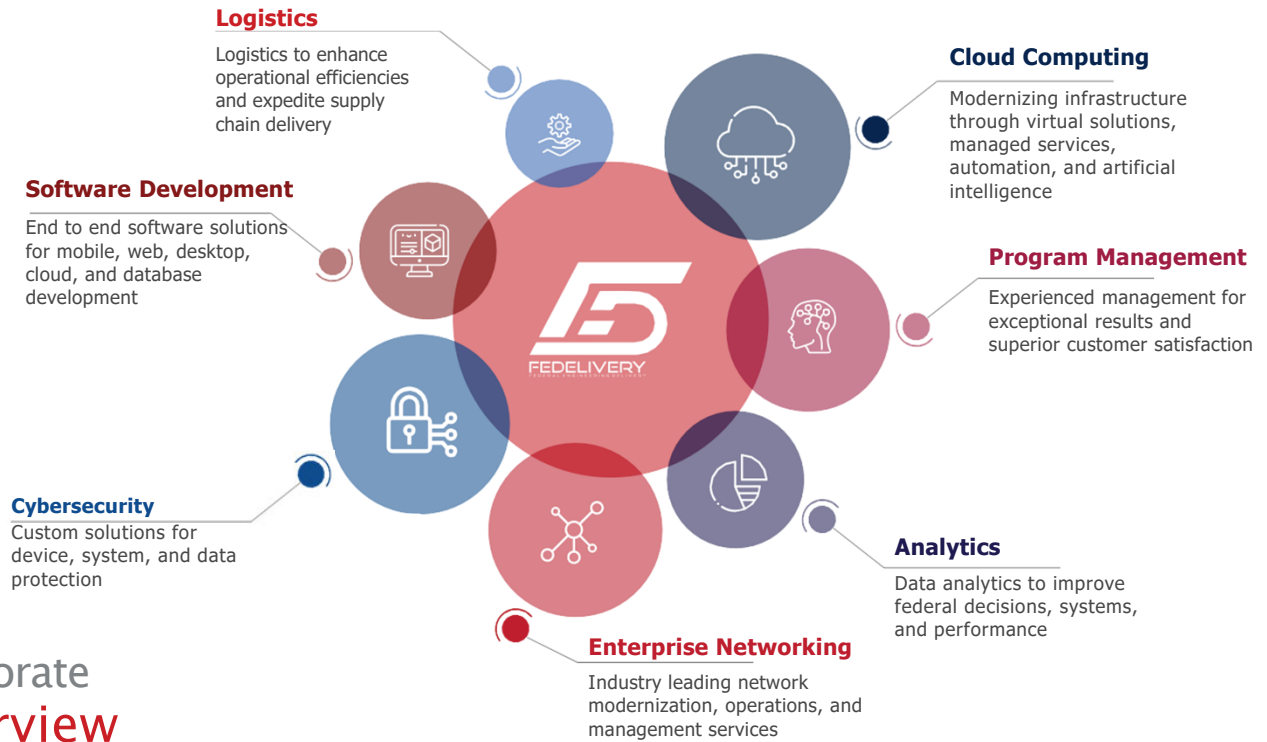 Logistics
Logistics to enhance
operational efficiencies
and expedite supply
chain delivery
Cloud Computing
Modernizing infrastructure
through virtual solutions,
managed services,
automation, and artificial
intelligence
Software Development
End to end software solutions
for mobile, web, desktop,
cloud, and database
development
Program Management
Experienced management for
exceptional results and
superior customer satisfaction
FEDELIVERY
FEDERAL ENGINEERING DELIVERY
Cybersecurity
Custom solutions for
device, system, and data
protection
Analytics
Data analytics to improve
federal decisions, systems,
and performance
Enterprise Networking
Industry leading network
modernization, operations, and
management services
orate
rview